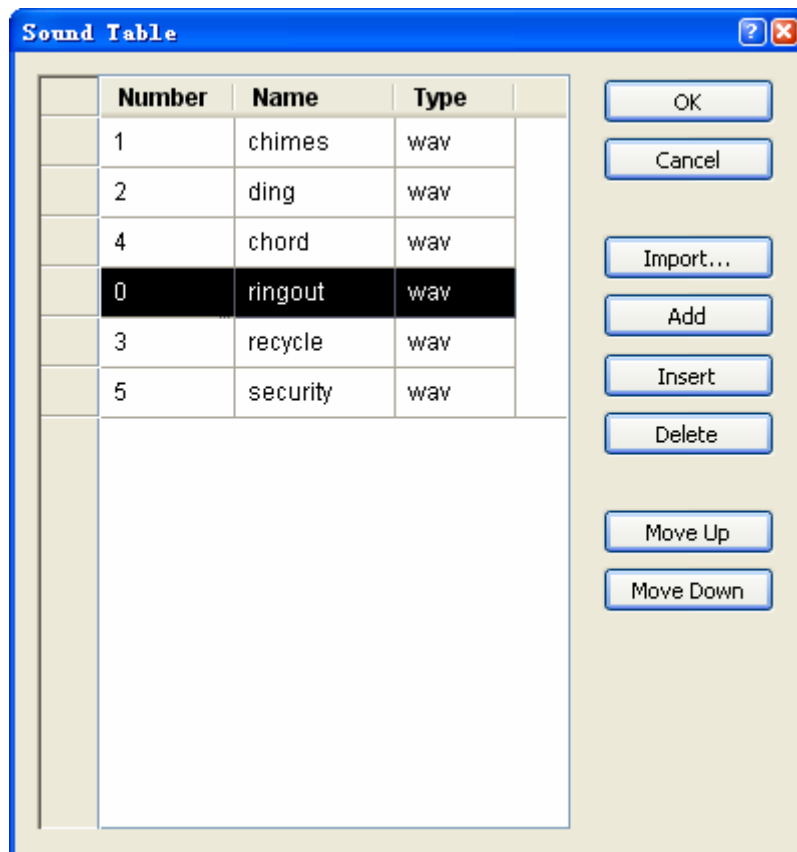 Sound Table
Number Name Type
1 chimes wav
2 ding wav
4 chord wav
0 ringout wav
3 recycle wav
5 security wav
OK
Cancel
Import...
Add
Insert
Delete
Move Up
Move Down